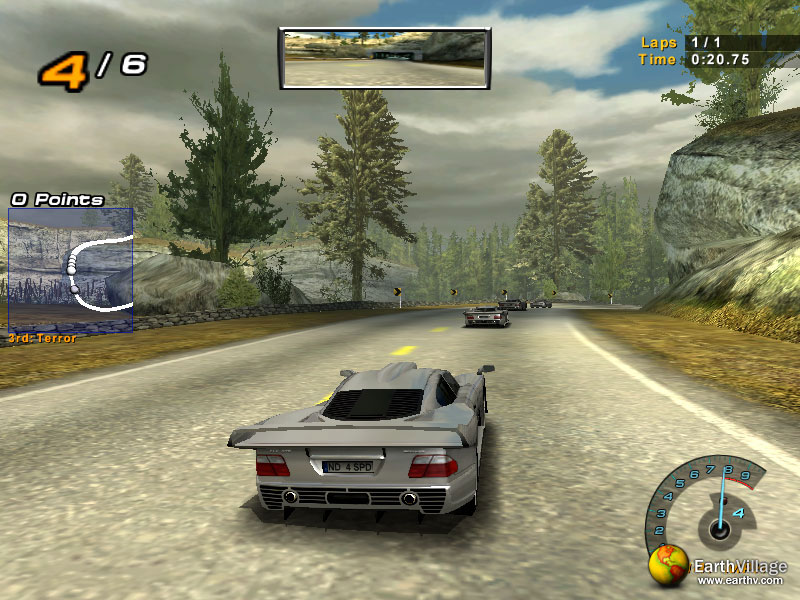 4 / 6
Laps 1 / 1
Time 0:20.75
0 Points
3rd: Terror
ND 4 SPD
2 3 4 5 6 7 8 9
4
EarthVillage
www.earthv.com